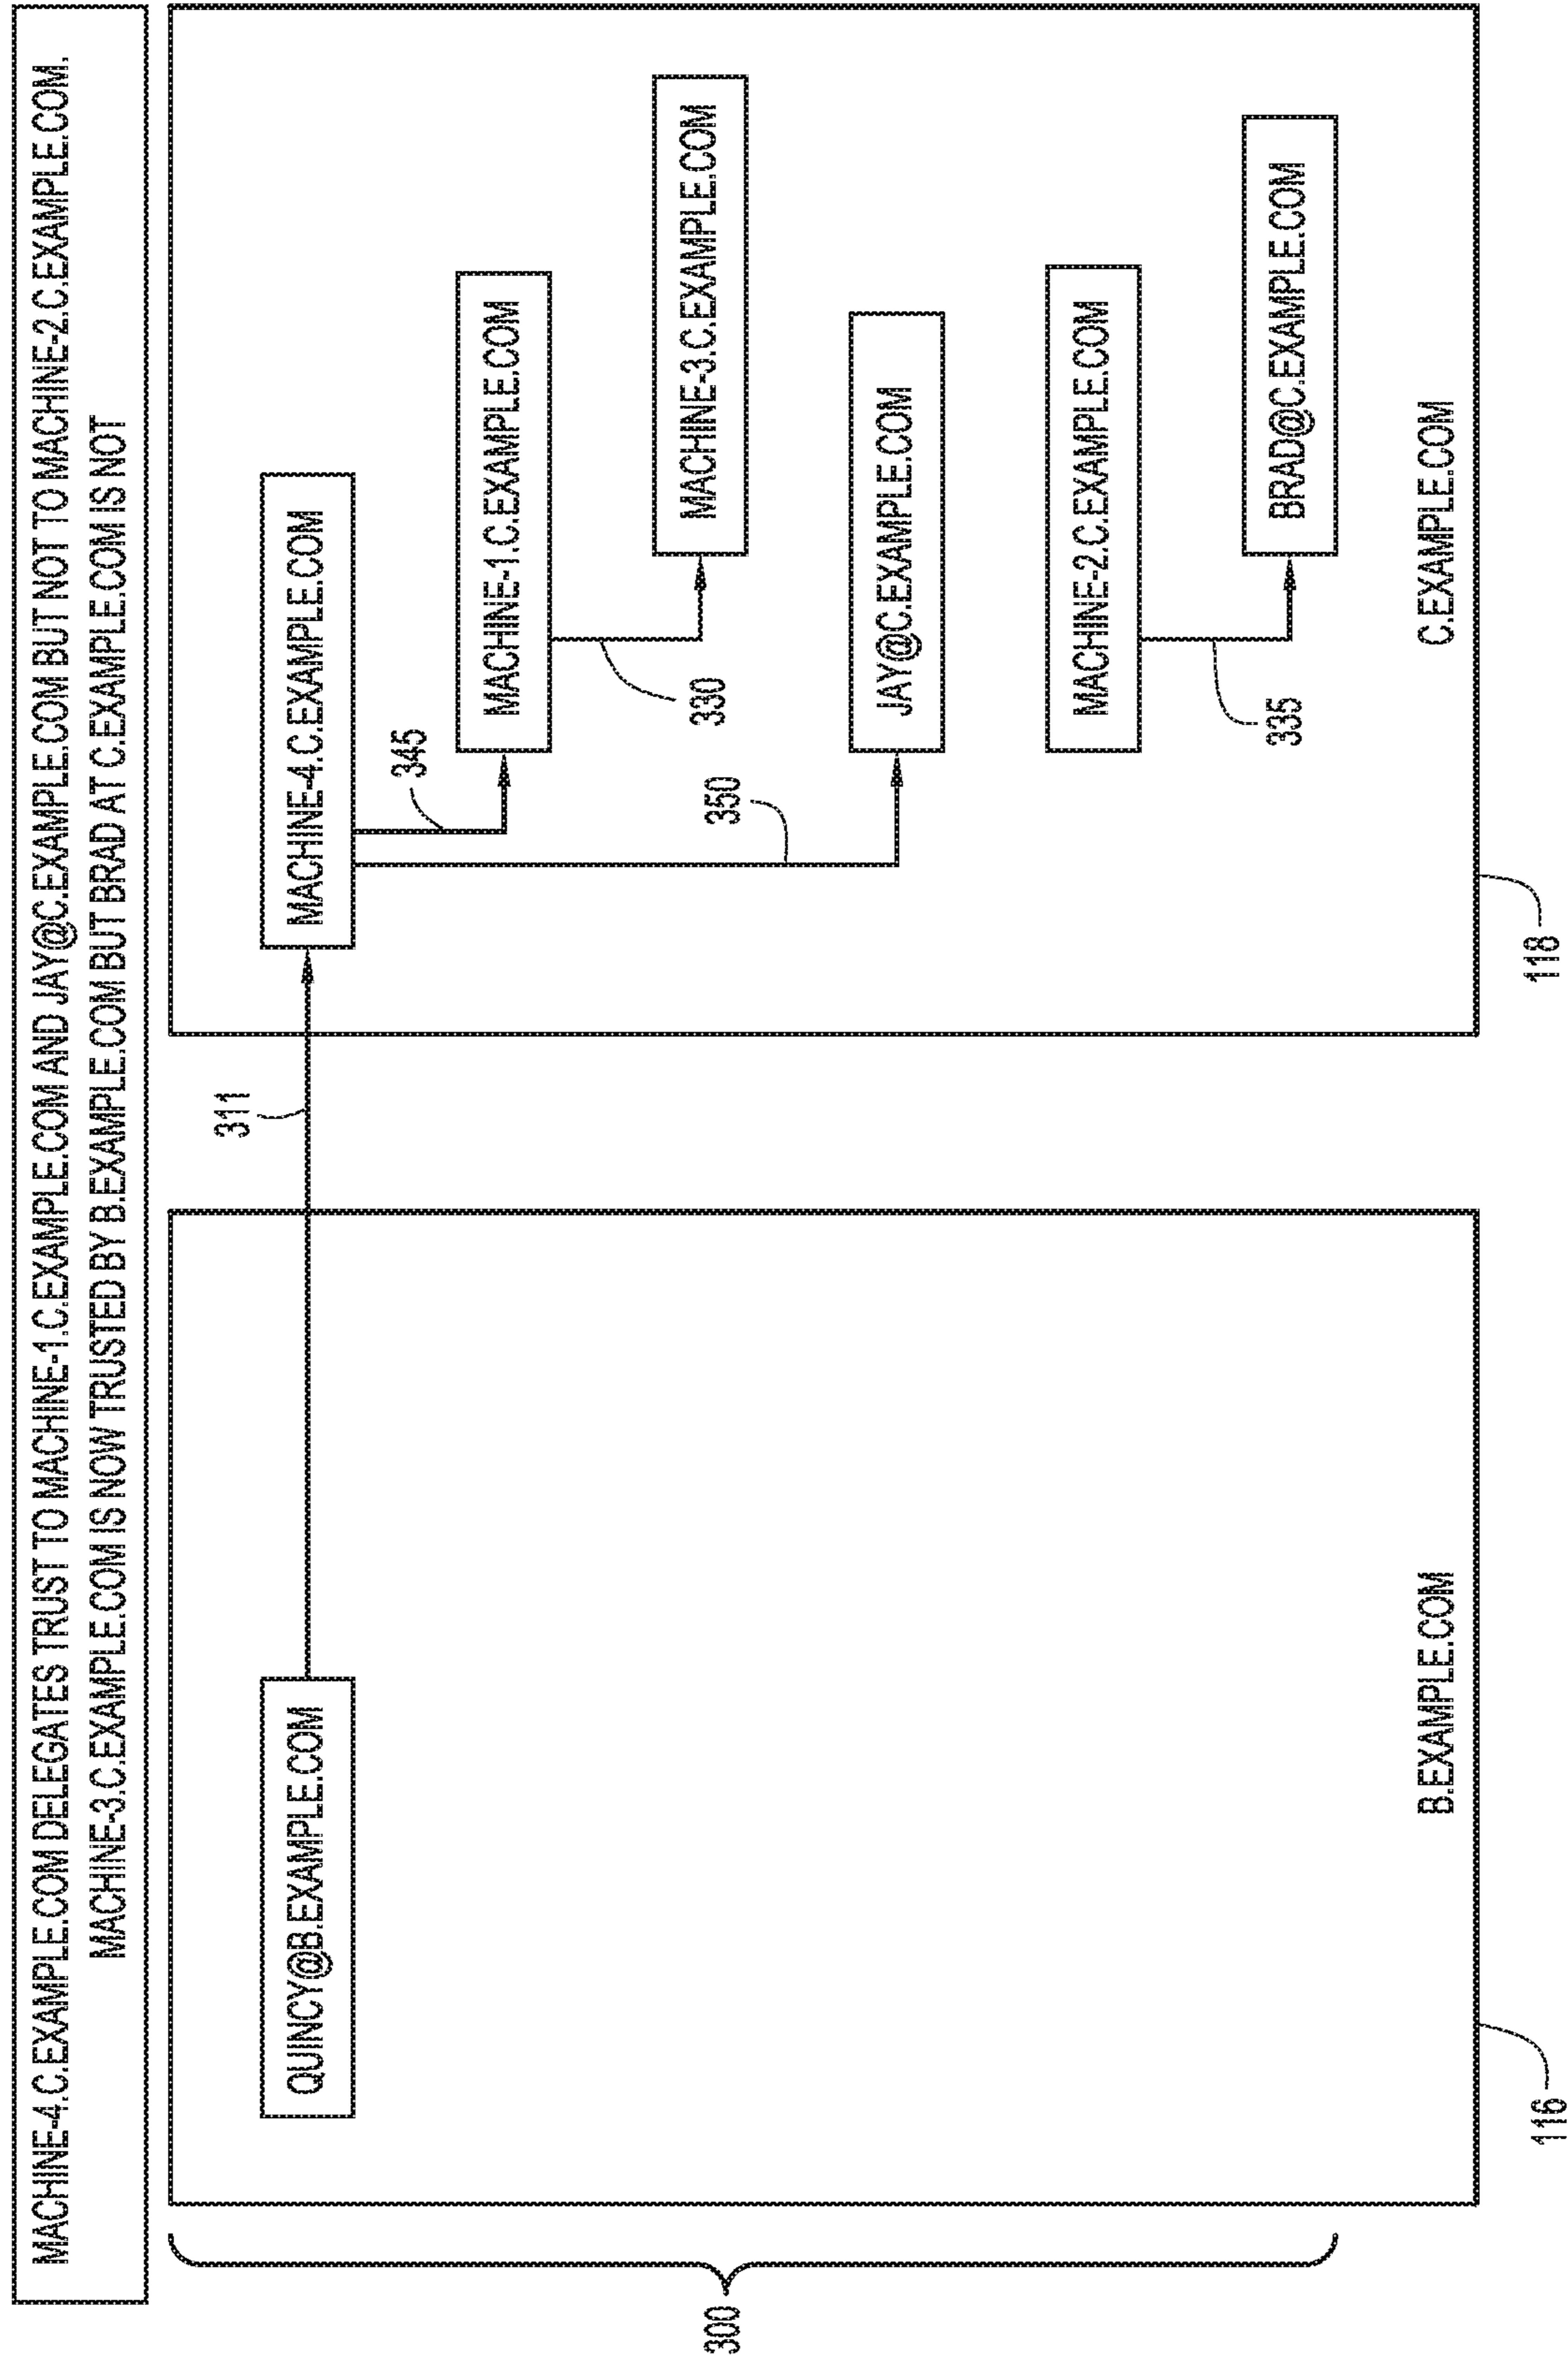 MACHINE-4.C.EXAMPLE.COM DELEGATES TRUST TO MACHINE-1.C.EXAMPLE.COM AND JAY@C.EXAMPLE.COM BUT NOT TO MACHINE-2.C.EXAMPLE.COM.
MACHINE-3.C.EXAMPLE.COM IS NOW TRUSTED BY B.EXAMPLE.COM BUT BRAD AT C.EXAMPLE.COM IS NOT
300
QUINCY@B.EXAMPLE.COM
B.EXAMPLE.COM
116
311
MACHINE-4.C.EXAMPLE.COM
345
MACHINE-1.C.EXAMPLE.COM
330
MACHINE-3.C.EXAMPLE.COM
350
JAY@C.EXAMPLE.COM
MACHINE-2.C.EXAMPLE.COM
335
BRAD@C.EXAMPLE.COM
C.EXAMPLE.COM
118